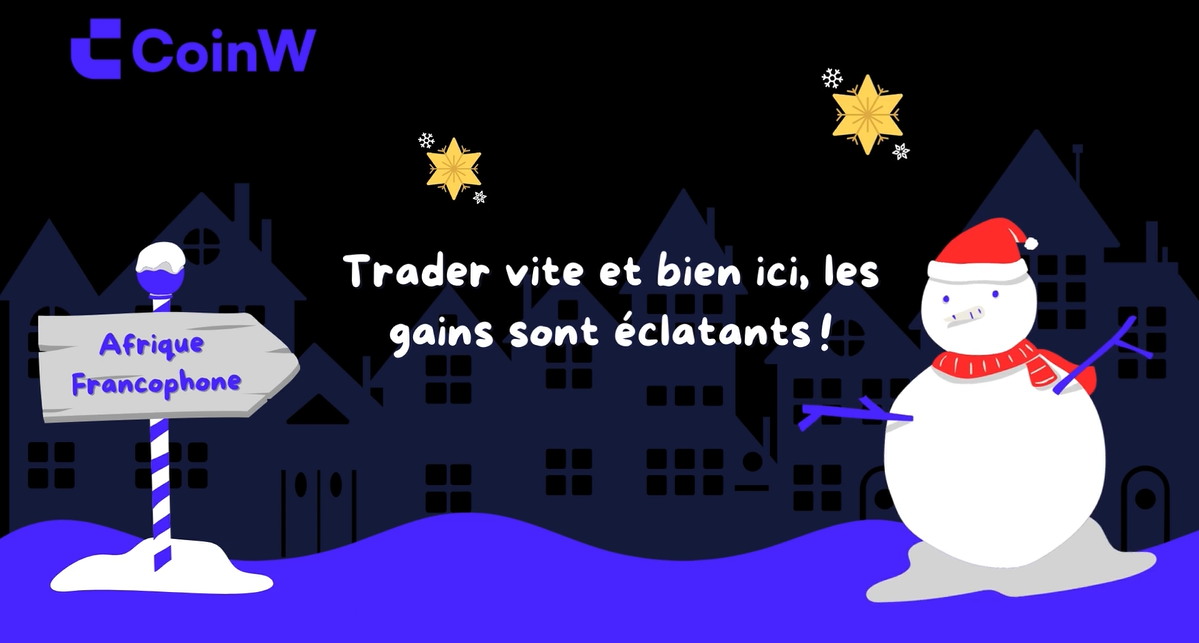 CoinW
Trader vite et bien ici, les
gains sont éclatants !
Afrique
Francophone